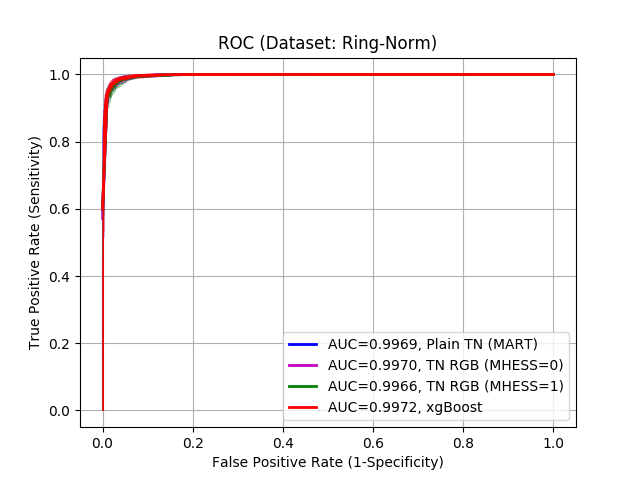 ROC (Dataset: Ring-Norm)
True Positive Rate (Sensitivity)
1.0
0.8
0.6
0.4
0.2
0.0
AUC=0.9969, Plain TN (MART)
AUC=0.9970, TN RGB (MHESS=0)
AUC=0.9966, TN RGB (MHESS=1)
AUC=0.9972, xgBoost
0.0 0.2 0.4 0.6 0.8 1.0
False Positive Rate (1-Specificity)